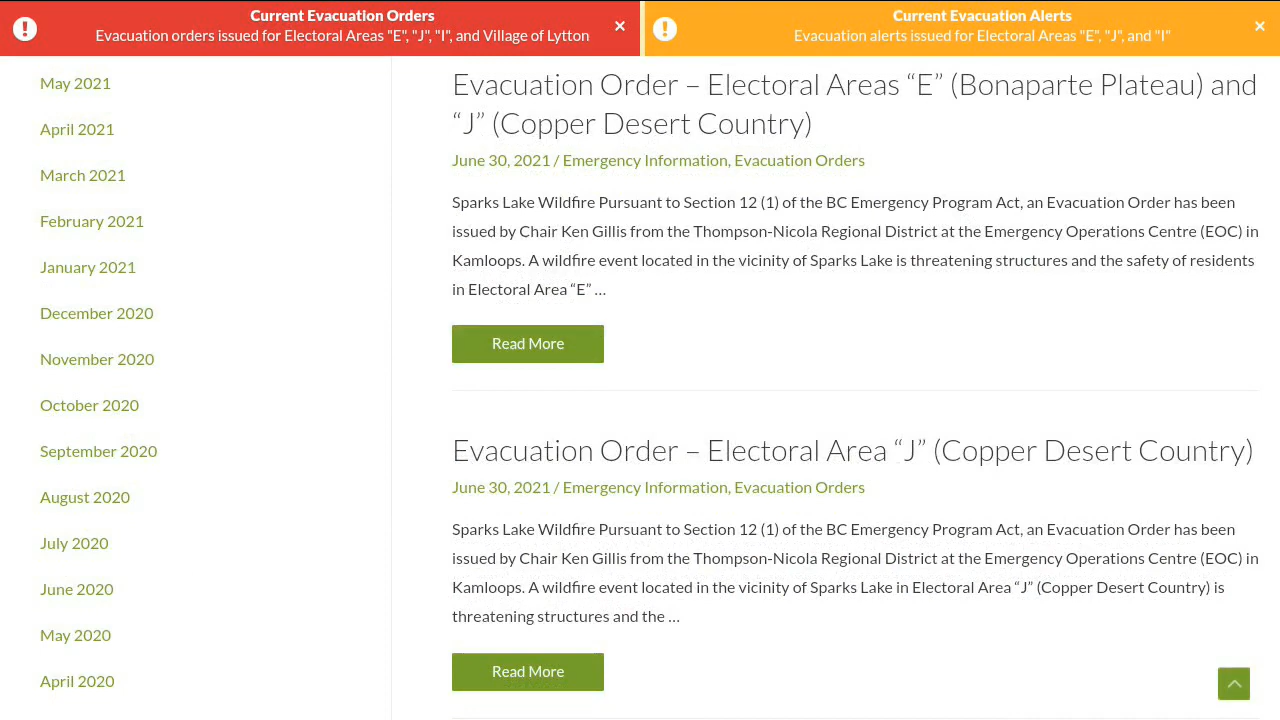 Current Evacuation Orders
Evacuation orders issued for Electoral Areas "E", "J", "I", and Village of Lytton
×
Current Evacuation Alerts
Evacuation alerts issued for Electoral Areas "E", "J", and "I"
×
May 2021
April 2021
March 2021
February 2021
January 2021
December 2020
November 2020
October 2020
September 2020
August 2020
July 2020
June 2020
May 2020
April 2020
Evacuation Order – Electoral Areas “E” (Bonaparte Plateau) and
“J” (Copper Desert Country)
June 30, 2021 / Emergency Information, Evacuation Orders
Sparks Lake Wildfire Pursuant to Section 12 (1) of the BC Emergency Program Act, an Evacuation Order has been
issued by Chair Ken Gillis from the Thompson-Nicola Regional District at the Emergency Operations Centre (EOC) in
Kamloops. A wildfire event located in the vicinity of Sparks Lake is threatening structures and the safety of residents
in Electoral Area “E” …
Read More
Evacuation Order – Electoral Area “J” (Copper Desert Country)
June 30, 2021 / Emergency Information, Evacuation Orders
Sparks Lake Wildfire Pursuant to Section 12 (1) of the BC Emergency Program Act, an Evacuation Order has been
issued by Chair Ken Gillis from the Thompson-Nicola Regional District at the Emergency Operations Centre (EOC) in
Kamloops. A wildfire event located in the vicinity of Sparks Lake in Electoral Area “J” (Copper Desert Country) is
threatening structures and the …
Read More